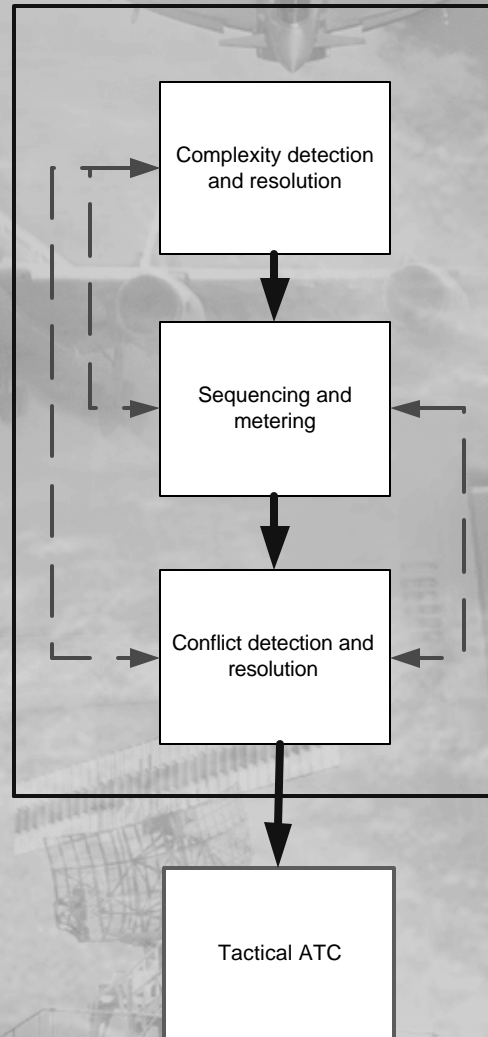 Complexity detection
and resolution
Sequencing and
metering
Conflict detection and
resolution
Tactical ATC